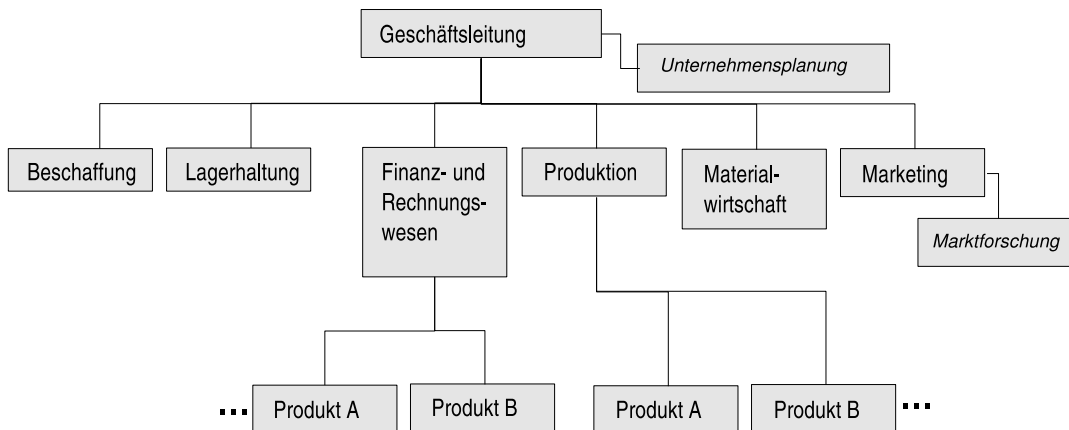 Geschäftsleitung
Unternehmensplanung
Beschaffung
Lagerhaltung
Finanz- und
Rechnungs-
wesen
Produktion
Material-
wirtschaft
Marketing
Marktforschung
... Produkt A
Produkt B
Produkt A
Produkt B ...